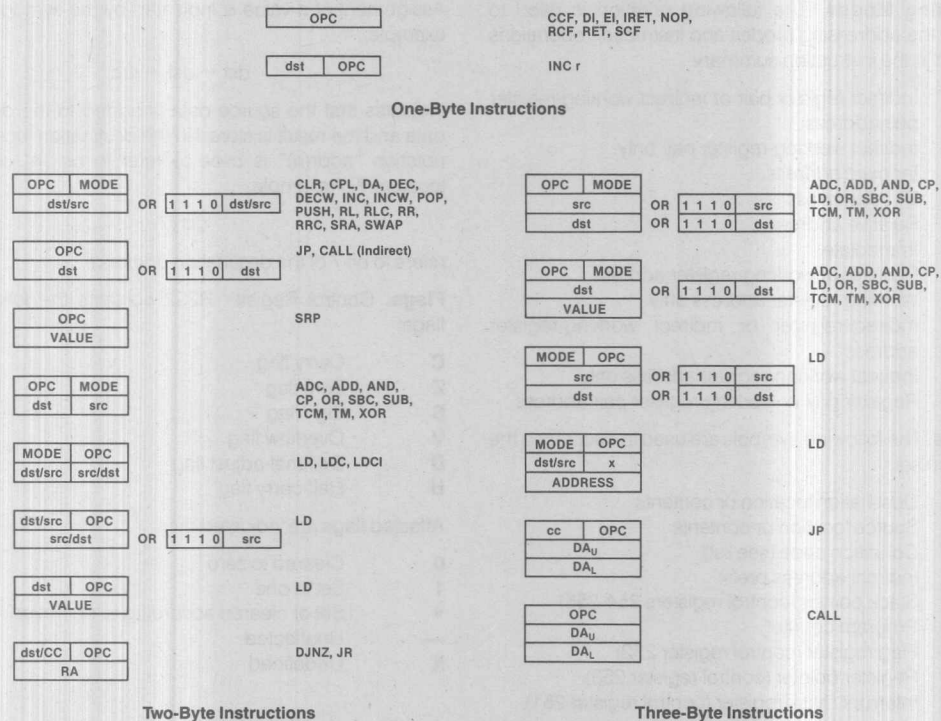 OPC
CCF, DI, EI, IRET, NOP,
RCF, RET, SCF
dst OPC
INC r
One-Byte Instructions
OPC MODE
dst/src OR 1 1 1 0 dst/src
CLR, CPL, DA, DEC,
DECW, INC, INCW, POP,
PUSH, RL, RLC, RR,
RRC, SRA, SWAP
OPC
dst OR 1 1 1 0 dst
JP, CALL (Indirect)
OPC
VALUE
SRP
OPC MODE
dst src
ADC, ADD, AND,
CP, OR, SBC, SUB,
TCM, TM, XOR
MODE OPC
dst/src src/dst
LD, LDC, LDCI
dst/src OPC
src/dst OR 1 1 1 0 src
LD
dst OPC
VALUE
LD
dst/CC OPC
RA
DJNZ, JR
Two-Byte Instructions
OPC MODE
src OR 1 1 1 0 src
dst OR 1 1 1 0 dst
ADC, ADD, AND, CP,
LD, OR, SBC, SUB,
TCM, TM, XOR
OPC MODE
dst OR 1 1 1 0 dst
VALUE
ADC, ADD, AND, CP,
LD, OR, SBC, SUB,
TCM, TM, XOR
MODE OPC
src OR 1 1 1 0 src
dst OR 1 1 1 0 dst
LD
MODE OPC
dst/src x
ADDRESS
LD
cc OPC
DAU
DAL
JP
OPC
DAU
DAL
CALL
Three-Byte Instructions